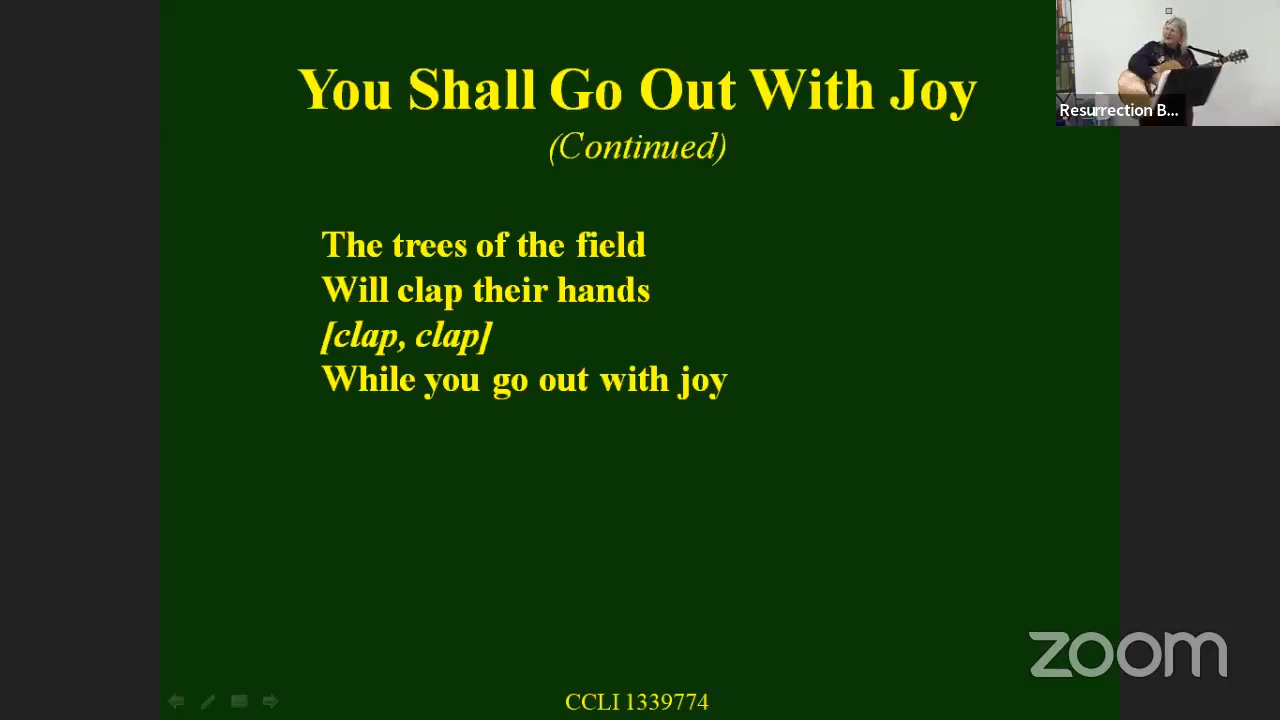 You Shall Go Out With Joy
(Continued)
Resurrection B...
The trees of the field
Will clap their hands
[clap, clap]
While you go out with joy
zoom
CCLI 1339774